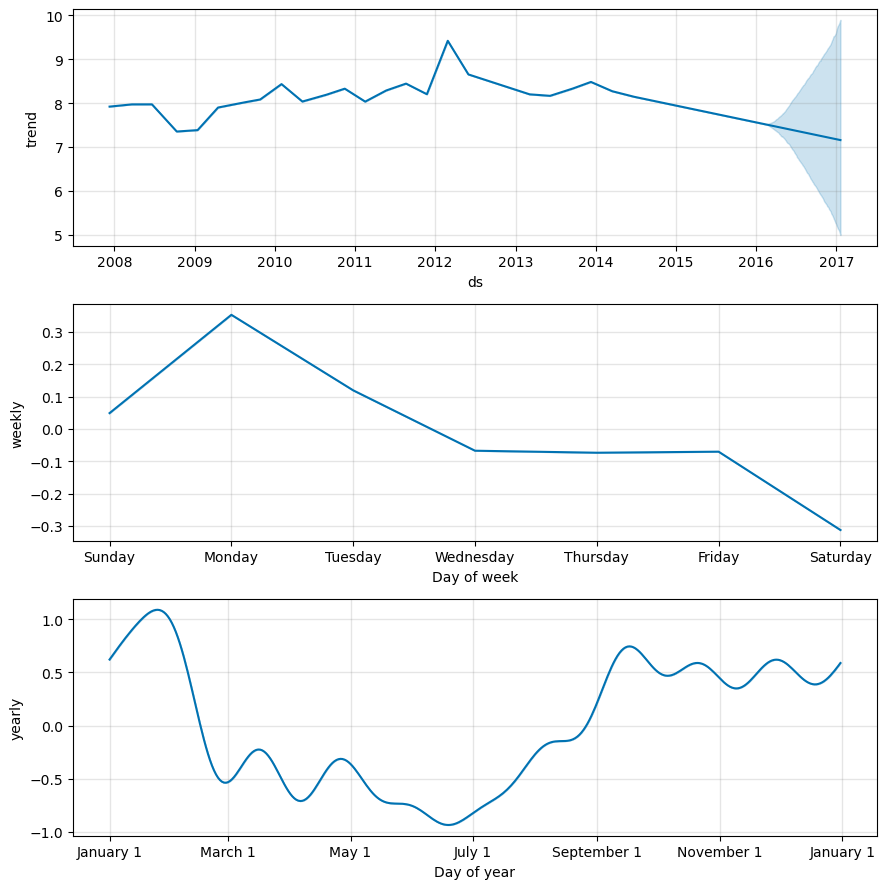 10
9
8
7
6
5
trend
2008 2009 2010 2011 2012 2013 2014 2015 2016 2017
ds
0.3
0.2
0.1
0.0
−0.1
−0.2
−0.3
weekly
Sunday Monday Tuesday Wednesday Thursday Friday Saturday
Day of week
1.0
0.5
0.0
−0.5
−1.0
yearly
January 1 March 1 May 1 July 1 September 1 November 1 January 1
Day of year